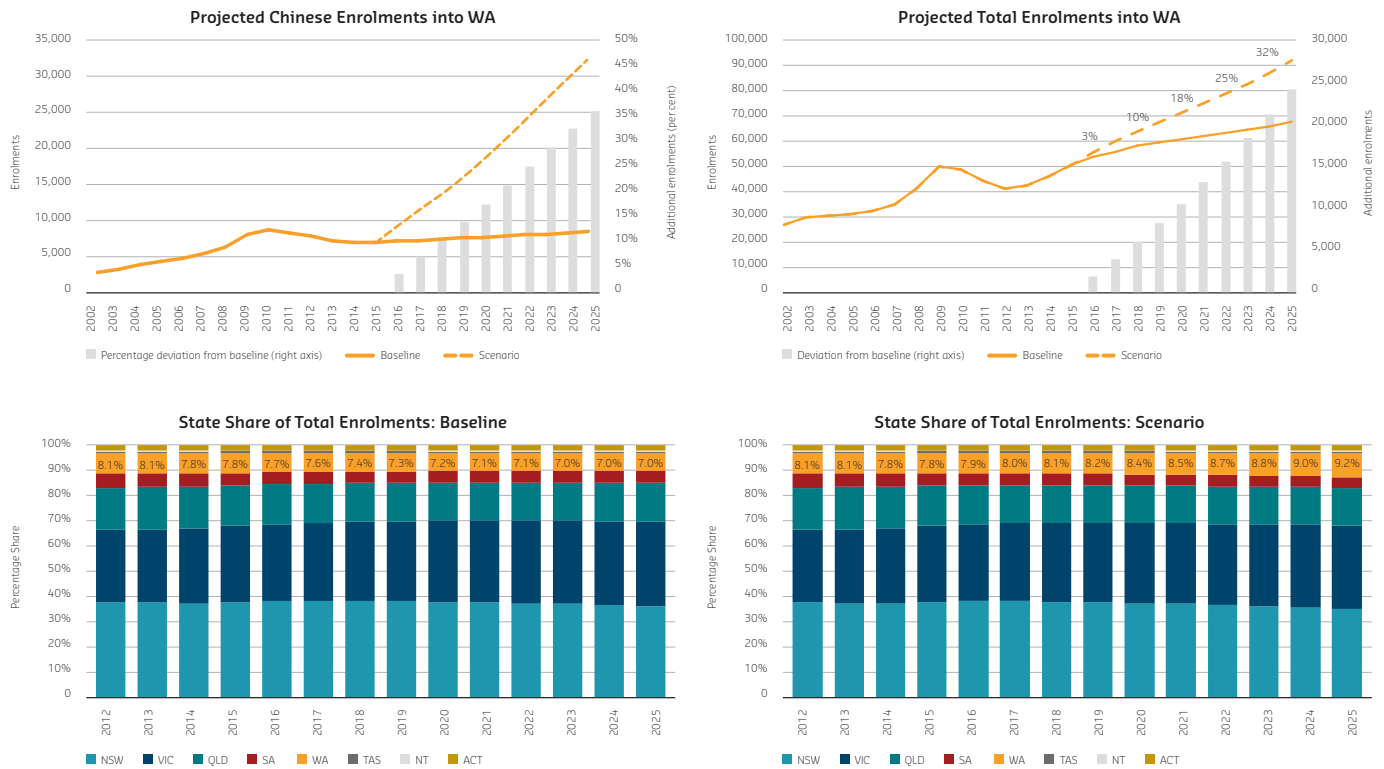 Projected Chinese Enrolments into WA
35,000
30,000
25,000
20,000
15,000
10,000
5,000
0
Enrolments
50%
45%
40%
35%
30%
25%
20%
15%
10%
5%
0
Additional enrolments (per cent)
2002 2003 2004 2005 2006 2007 2008 2009 2010 2011 2012 2013 2014 2015 2016 2017 2018 2019 2020 2021 2022 2023 2024 2025
Percentage deviation from baseline (right axis) Baseline Scenario
Projected Total Enrolments into WA
100,000
90,000
80,000
70,000
60,000
50,000
40,000
30,000
20,000
10,000
0
Enrolments
3% 10% 18% 25% 32%
30,000
25,000
20,000
15,000
10,000
5,000
0
Additional enrolments
2002 2003 2004 2005 2006 2007 2008 2009 2010 2011 2012 2013 2014 2015 2016 2017 2018 2019 2020 2021 2022 2023 2024 2025
Deviation from baseline (right axis) Baseline Scenario
State Share of Total Enrolments: Baseline
100%
90%
80%
70%
60%
50%
40%
30%
20%
10%
0
Percentage Share
8.1% 8.1% 7.8% 7.8% 7.7% 7.6% 7.4% 7.3% 7.2% 7.1% 7.1% 7.0% 7.0% 7.0%
2012 2013 2014 2015 2016 2017 2018 2019 2020 2021 2022 2023 2024 2025
NSW VIC QLD SA WA TAS NT ACT
State Share of Total Enrolments: Scenario
100%
90%
80%
70%
60%
50%
40%
30%
20%
10%
0
Percentage Share
8.1% 8.1% 7.8% 7.8% 7.9% 8.0% 8.1% 8.2% 8.4% 8.5% 8.7% 8.8% 9.0% 9.2%
2012 2013 2014 2015 2016 2017 2018 2019 2020 2021 2022 2023 2024 2025
NSW VIC QLD SA WA TAS NT ACT